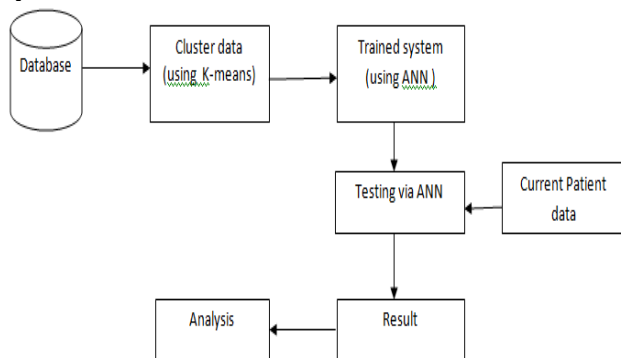 Database
Cluster data
(using K-means)
Trained system
(using ANN )
Testing via ANN
Current Patient
data
Analysis
Result